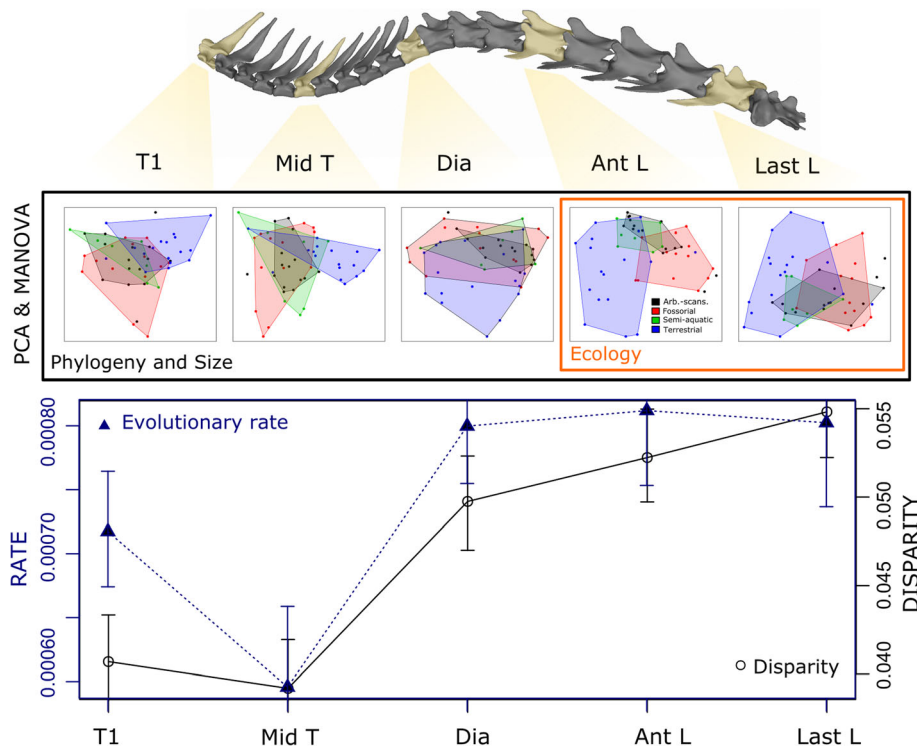 T1
Mid T
Dia
Ant L
Last L
PCA & MANOVA
Arb.-scans.
Fossorial
Semi-aquatic
Terrestrial
Phylogeny and Size
Ecology
Evolutionary rate
Disparity
RATE
0.00080
0.00070
0.00060
DISPARITY
0.055
0.050
0.045
0.040
T1
Mid T
Dia
Ant L
Last L